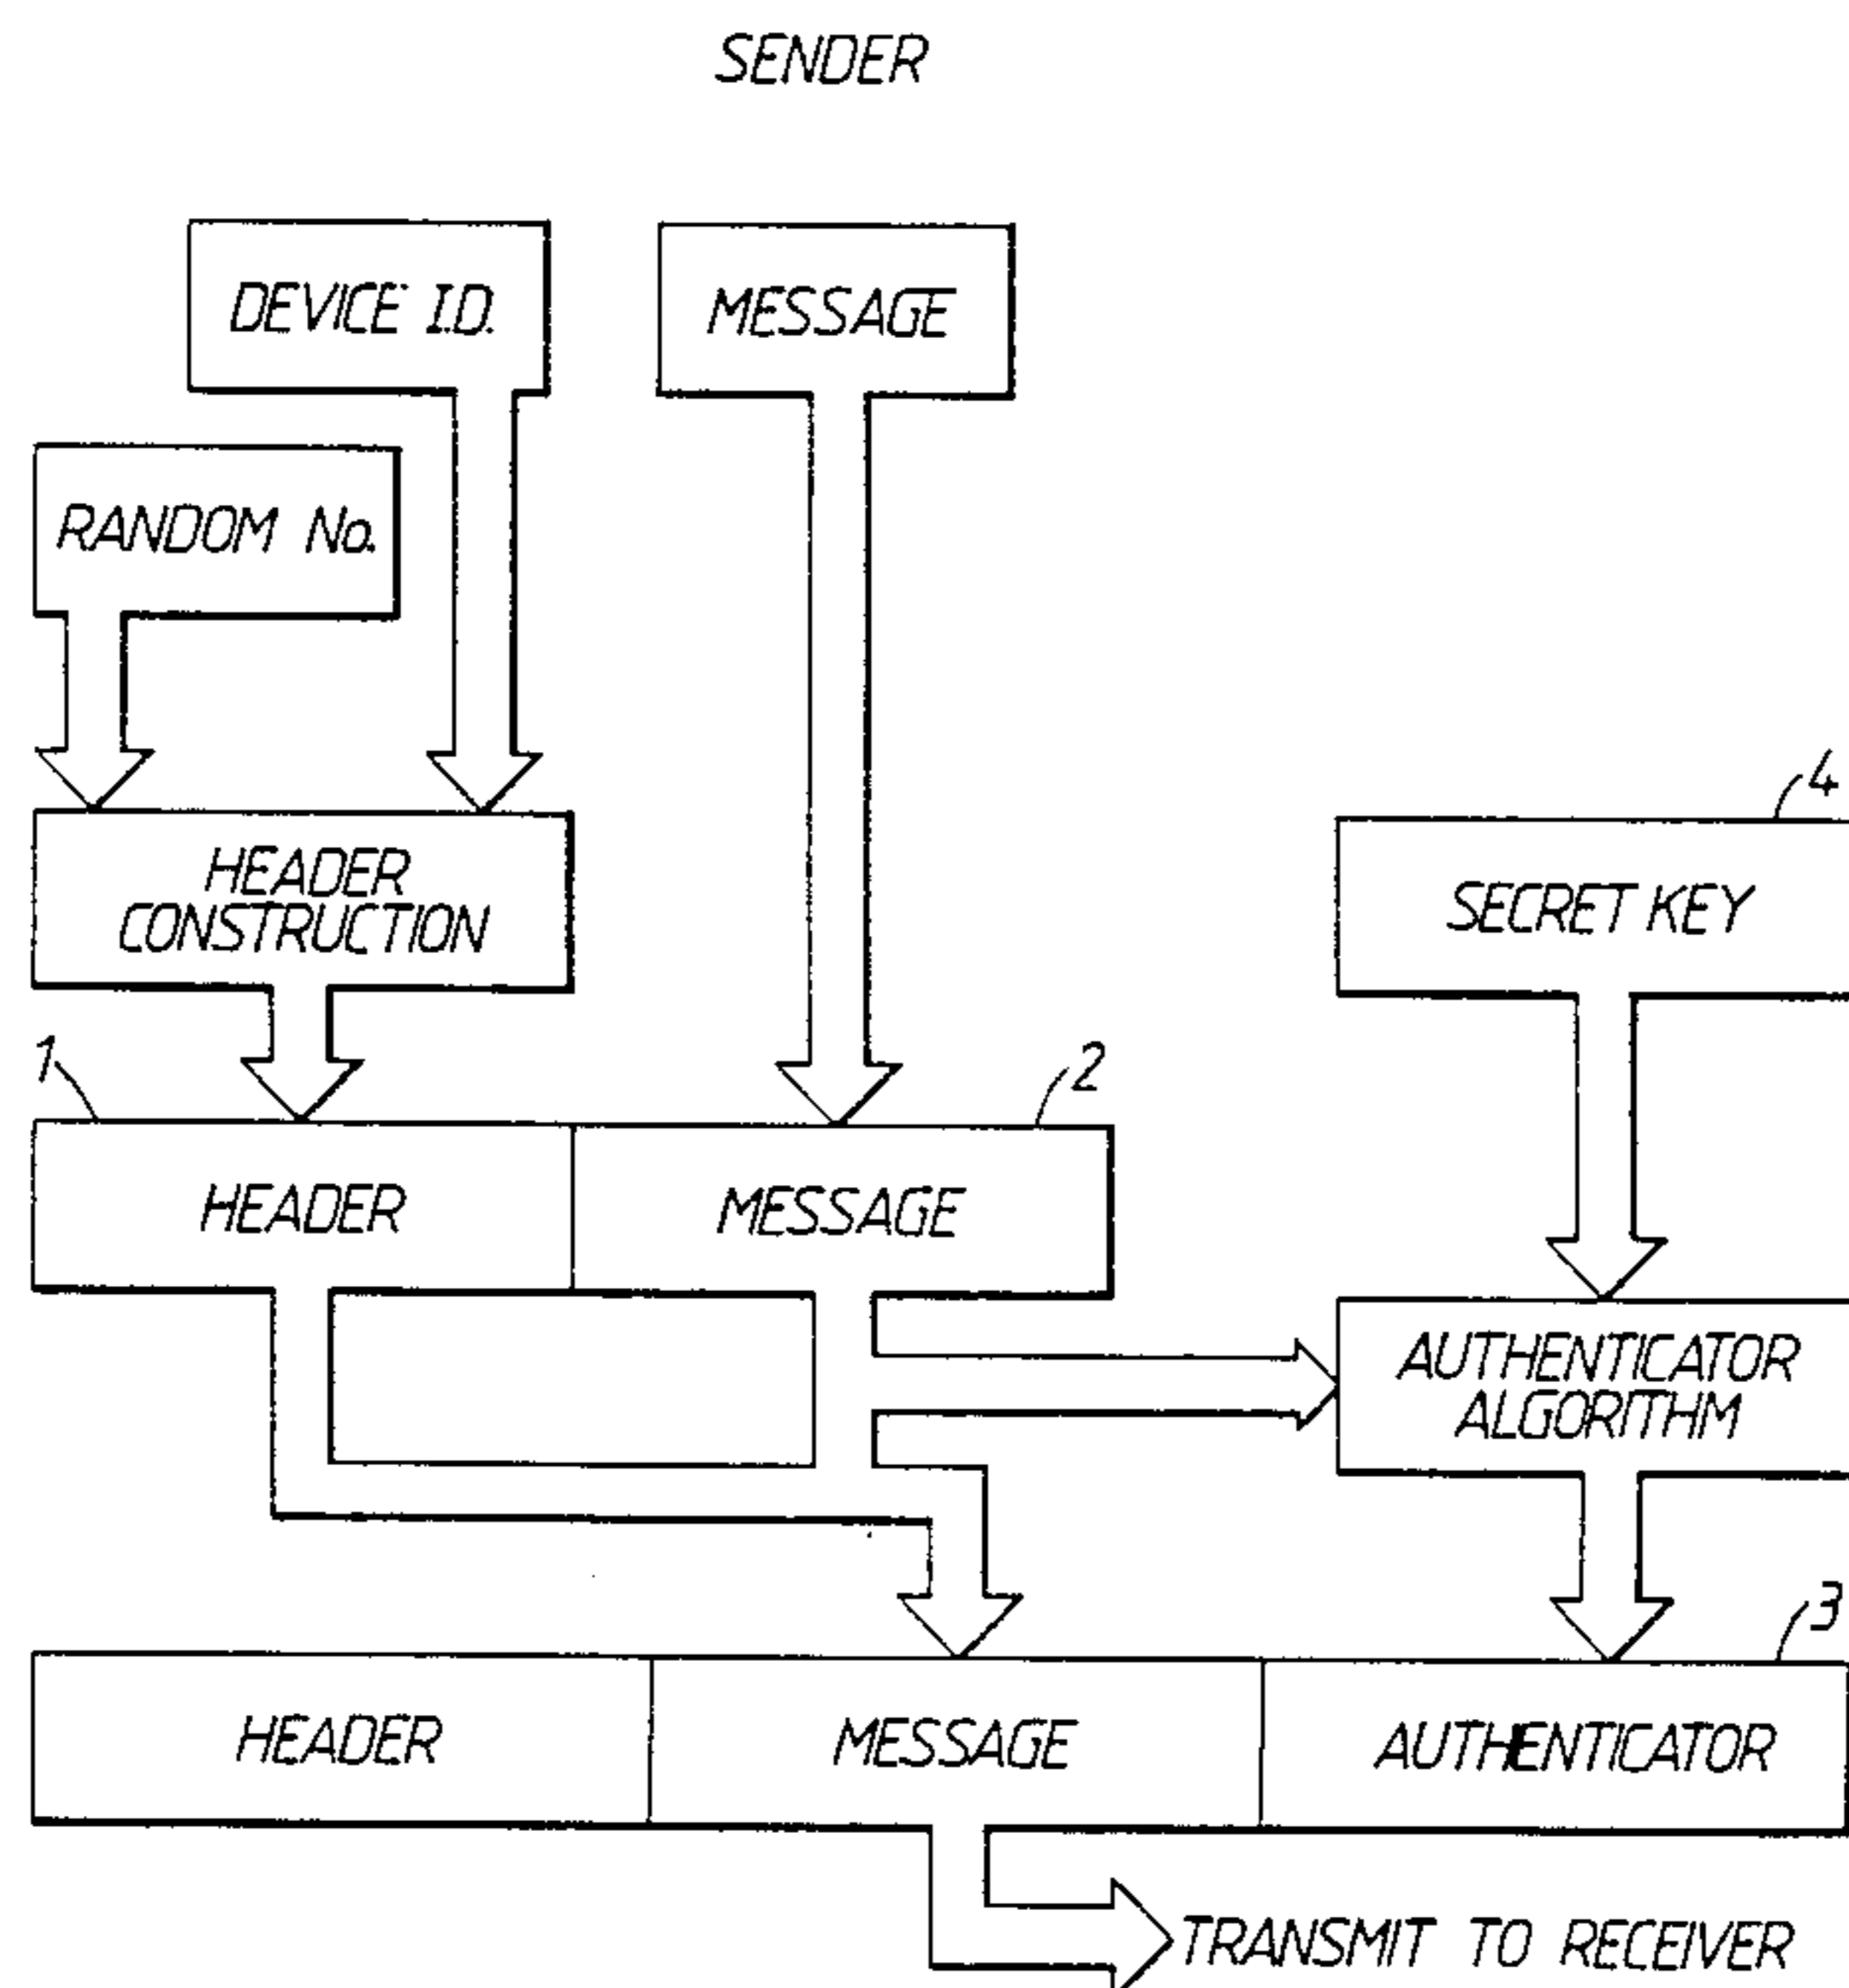 SENDER
DEVICE I.D.
MESSAGE
RANDOM No.
HEADER
CONSTRUCTION
4
SECRET KEY
1
2
HEADER
MESSAGE
AUTHENTICATOR
ALGORITHM
3
HEADER
MESSAGE
AUTHENTICATOR
TRANSMIT TO RECEIVER